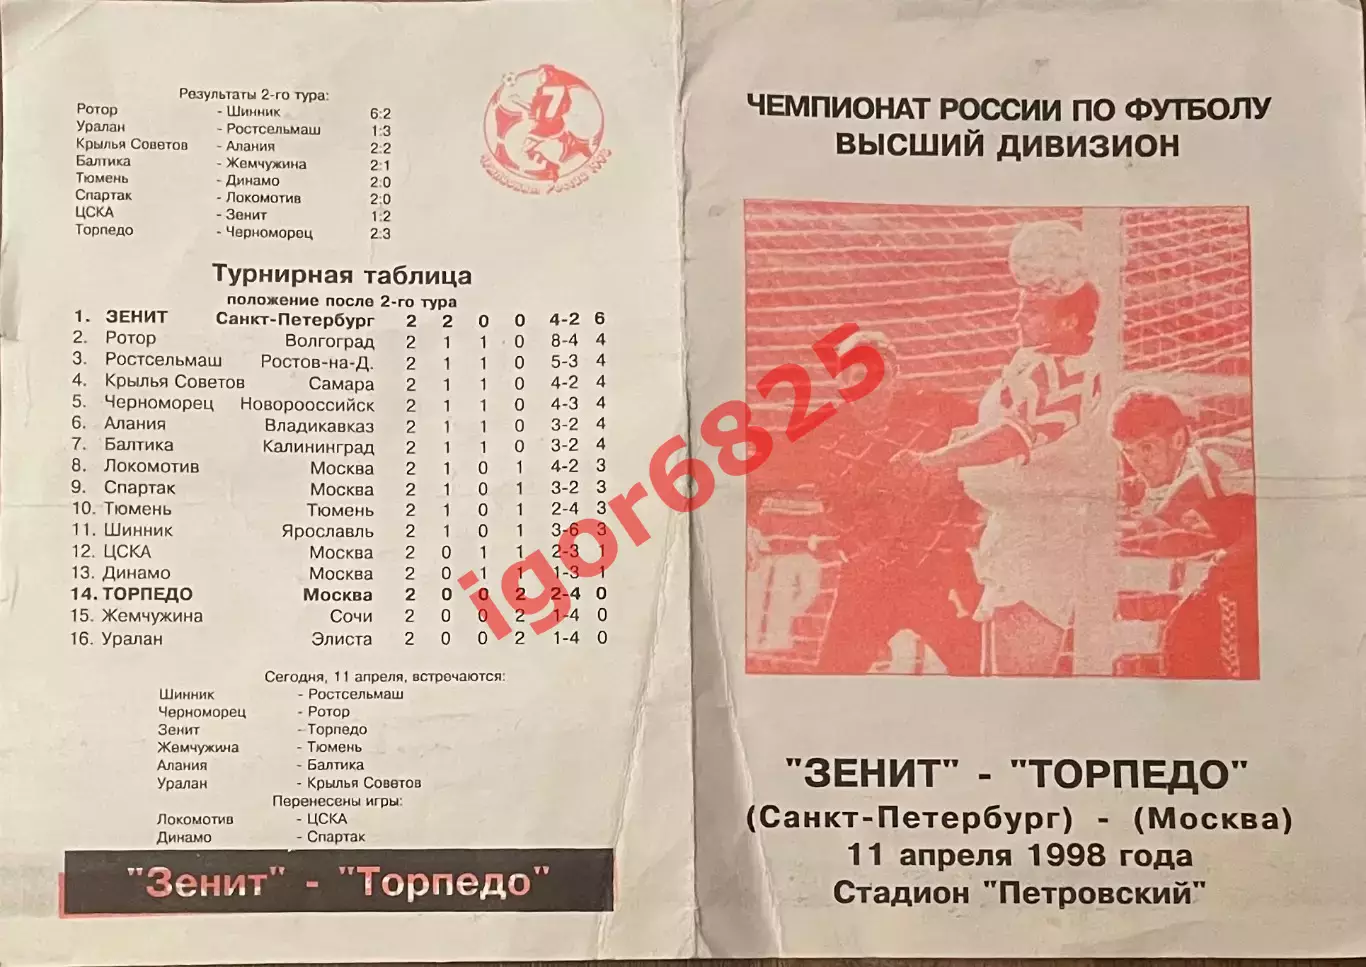 Результаты 2-го тура:
Ротор - Шинник 6:2
Уралан - Ростсельмаш 1:3
Крылья Советов - Алания 2:2
Балтика - Жемчужина 2:1
Тюмень - Динамо 2:0
Спартак - Локомотив 2:0
ЦСКА - Зенит 1:2
Торпедо - Черноморец 2:3
7
Турнирная таблица
положение после 2-го тура
1. ЗЕНИТ Санкт-Петербург 2 2 0 0 4-2 6
2. Ротор Волгоград 2 1 1 0 8-4 4
3. Ростсельмаш Ростов-на-Д. 2 1 1 0 5-3 4
4. Крылья Советов Самара 2 1 1 0 4-2 4
5. Черноморец Новорооссийск 2 1 1 0 4-3 4
6. Алания Владикавказ 2 1 1 0 3-2 4
7. Балтика Калининград 2 1 1 0 3-2 4
8. Локомотив Москва 2 1 0 1 4-2 3
9. Спартак Москва 2 1 0 1 3-2 3
10. Тюмень Тюмень 2 1 0 1 2-4 3
11. Шинник Ярославль 2 1 0 1 3-6 3
12. ЦСКА Москва 2 0 1 1 2-3 1
13. Динамо Москва 2 0 1 1 1-3 1
14. ТОРПЕДО Москва 2 0 0 2 2-4 0
15. Жемчужина Сочи 2 0 0 2 1-4 0
16. Уралан Элиста 2 0 0 2 1-4 0
Сегодня, 11 апреля, встречаются:
Шинник - Ростсельмаш
Черноморец - Ротор
Зенит - Торпедо
Жемчужина - Тюмень
Алания - Балтика
Уралан - Крылья Советов
Перенесены игры:
Локомотив - ЦСКА
Динамо - Спартак
"Зенит" - "Торпедо"
ЧЕМПИОНАТ РОССИИ ПО ФУТБОЛУ
ВЫСШИЙ ДИВИЗИОН
"ЗЕНИТ" - "ТОРПЕДО"
(Санкт-Петербург) - (Москва)
11 апреля 1998 года
Стадион "Петровский"
igor6825